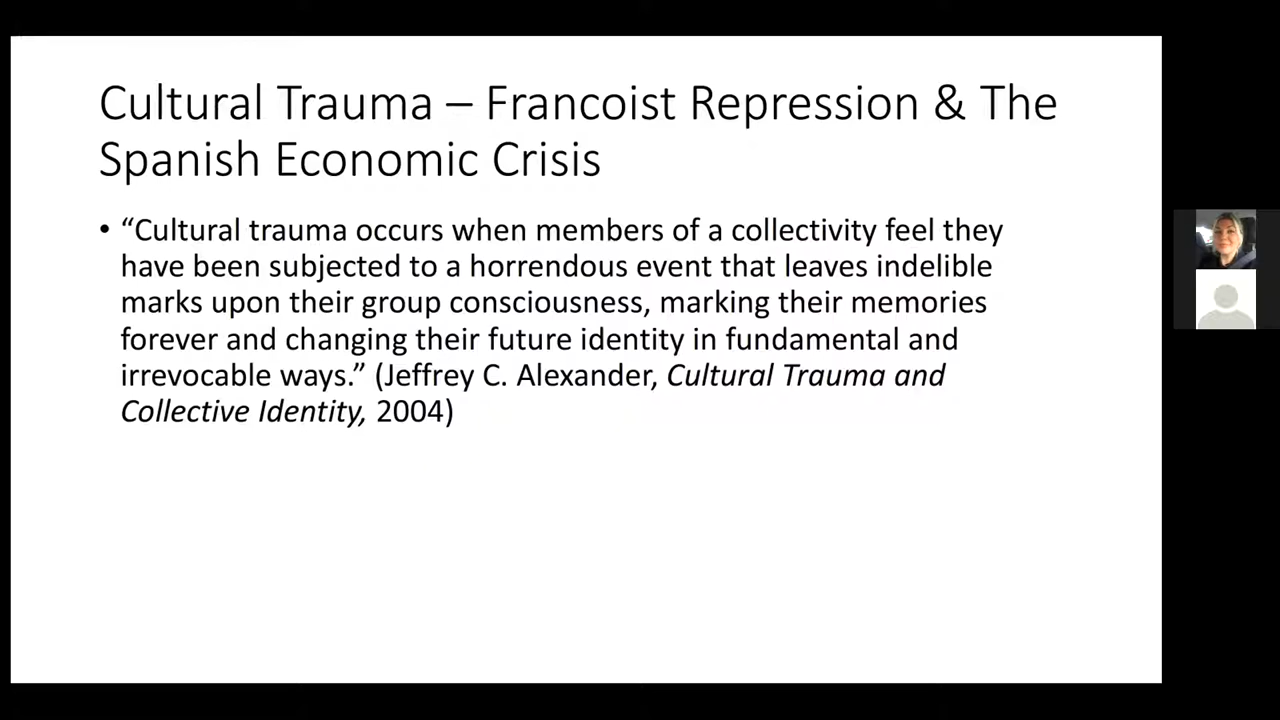 Cultural Trauma – Francoist Repression & The
Spanish Economic Crisis
• “Cultural trauma occurs when members of a collectivity feel they
have been subjected to a horrendous event that leaves indelible
marks upon their group consciousness, marking their memories
forever and changing their future identity in fundamental and
irrevocable ways.” (Jeffrey C. Alexander, Cultural Trauma and
Collective Identity, 2004)